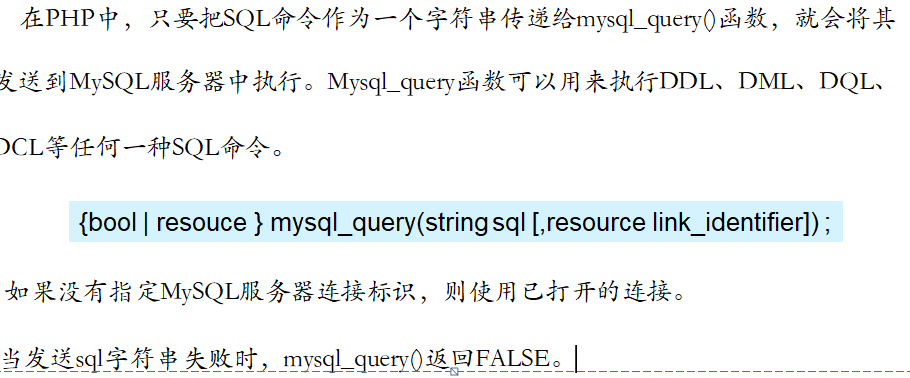 在PHP中，只要把SQL命令作为一个字符串传递给mysql_query()函数，就会将其
发送到MySQL服务器中执行。Mysql_query函数可以用来执行DDL、DML、DQL、
DCL等任何一种SQL命令。
{bool | resouce } mysql_query(string sql [,resource link_identifier]) ;
如果没有指定MySQL服务器连接标识，则使用已打开的连接。
当发送sql字符串失败时，mysql_query()返回FALSE。